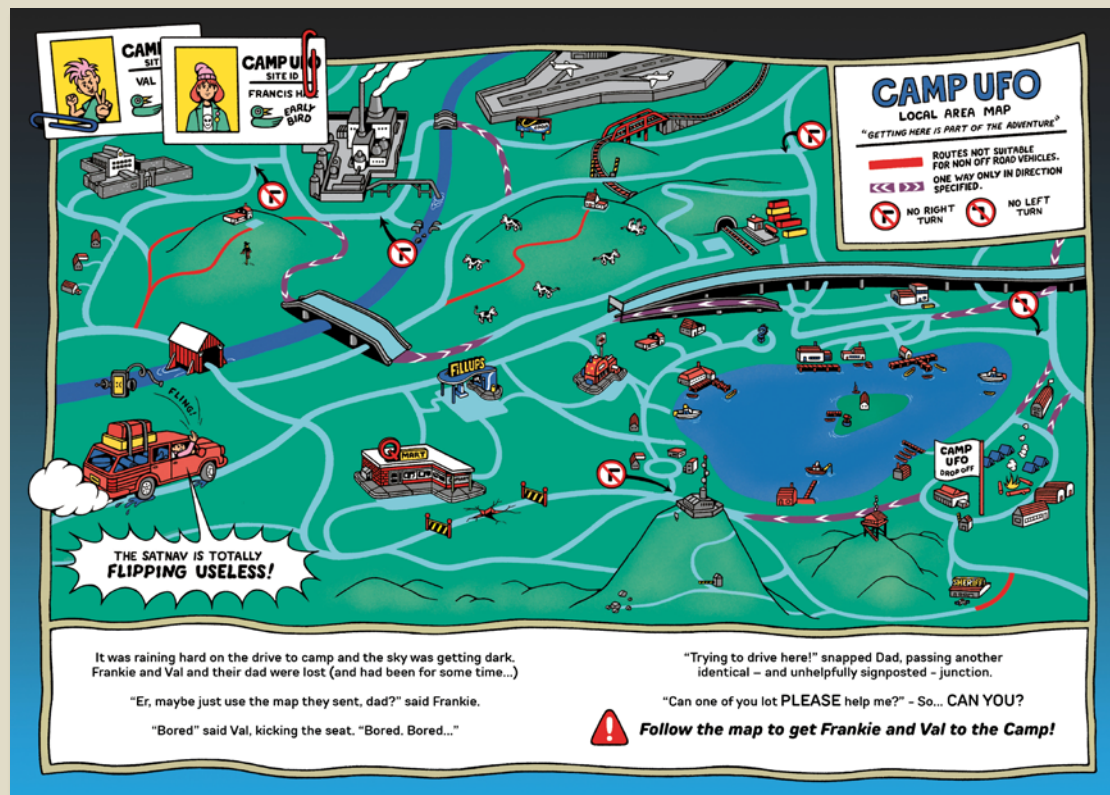 CAMP
SIT
VAL
CAMP UFO
SITE ID
FRANCIS H
EARLY
BIRD
CAMP UFO
LOCAL AREA MAP
"GETTING HERE IS PART OF THE ADVENTURE"
ROUTES NOT SUITABLE
FOR NON OFF ROAD VEHICLES.
ONE WAY ONLY IN DIRECTION
SPECIFIED.
NO RIGHT
TURN
NO LEFT
TURN
FiLLUPS
FLING!
Q
MART
CAMP
UFO
DROP OFF
SHERIFF
THE SATNAV IS TOTALLY
FLIPPING USELESS!
It was raining hard on the drive to camp and the sky was getting dark.
Frankie and Val and their dad were lost (and had been for some time...)
"Er, maybe just use the map they sent, dad?" said Frankie.
"Bored" said Val, kicking the seat. "Bored. Bored..."
"Trying to drive here!" snapped Dad, passing another
identical – and unhelpfully signposted - junction.
"Can one of you lot PLEASE help me?" - So... CAN YOU?
Follow the map to get Frankie and Val to the Camp!